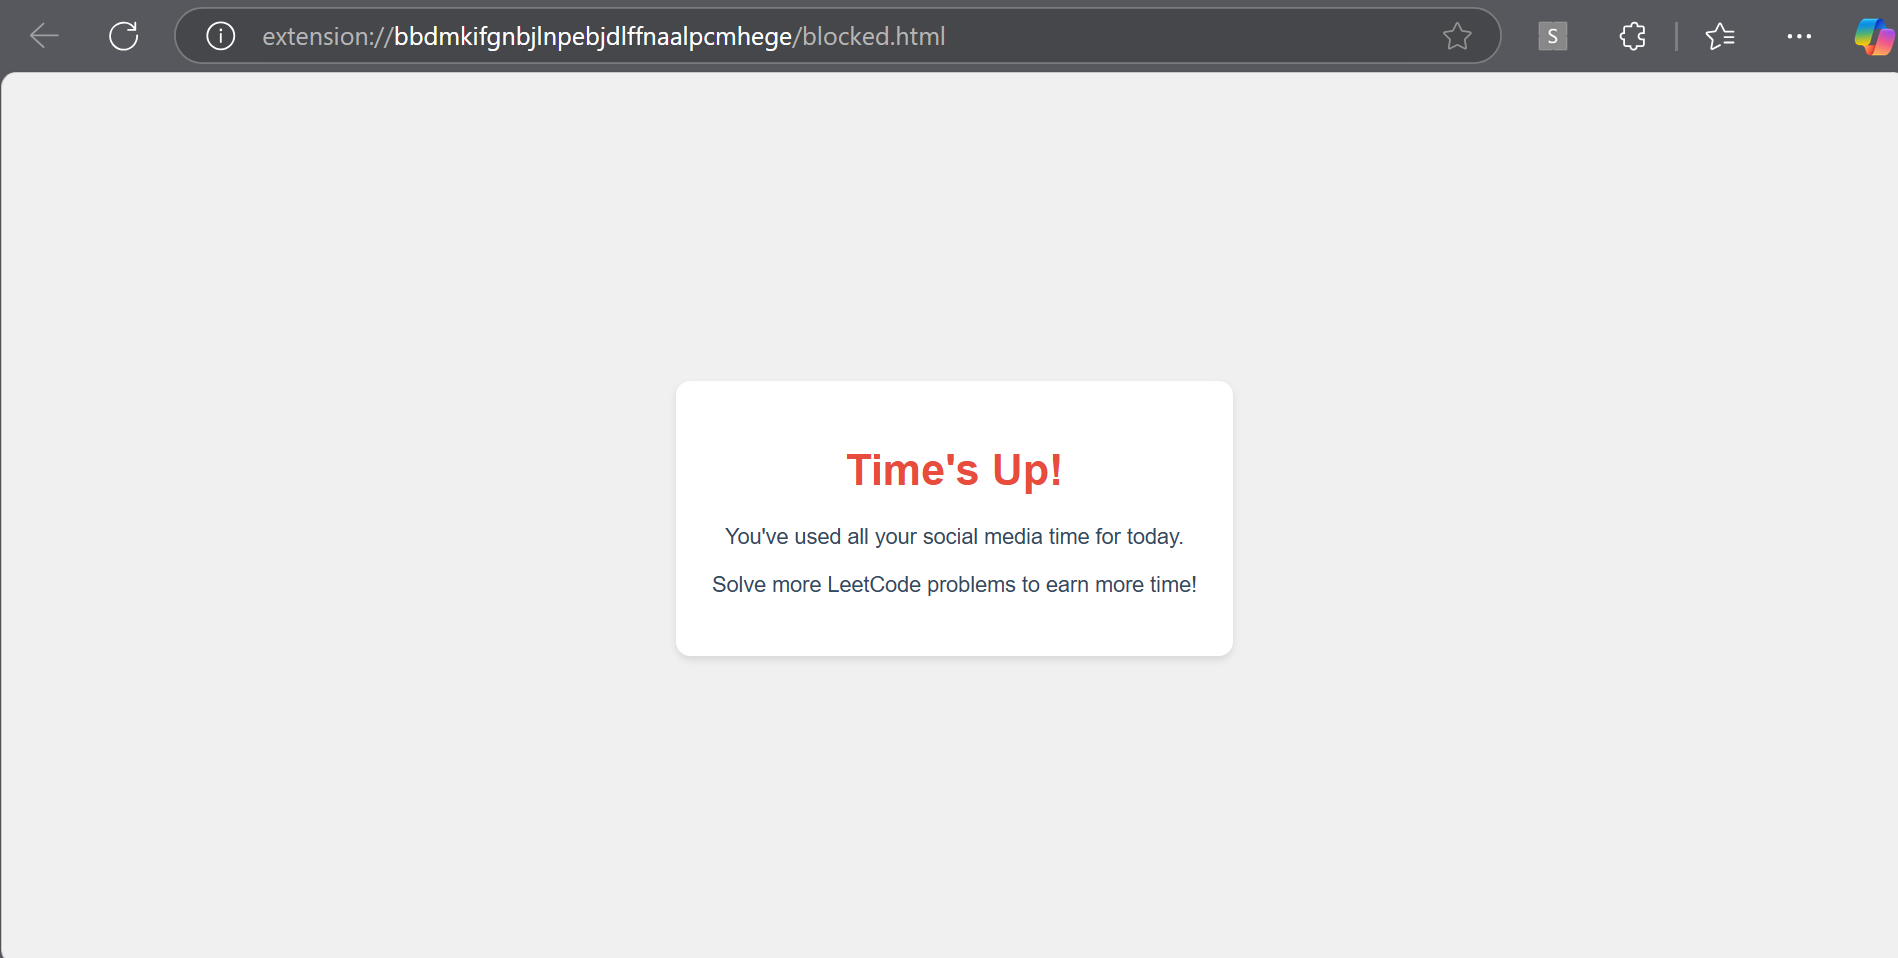 extension://bbdmkifgnbjlnpebjdlffnaalpcmhege/blocked.html
S
Time's Up!
You've used all your social media time for today.
Solve more LeetCode problems to earn more time!